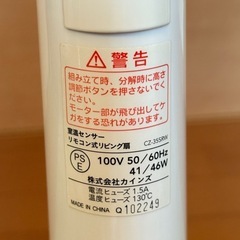 ⚠警告
組み立て時、分解時に高さ
調節ボタンを押さないで下さい。
モーター部が飛び出してケ
ガをする恐れがあります。
室温センサー
リモコン式リビング扇 CZ-355RW
PS
E
100V 50/60Hz
41/46W
株式会社カインズ
電流ヒューズ 1.5A
温度ヒューズ 130℃
MADE IN CHINA Q102249